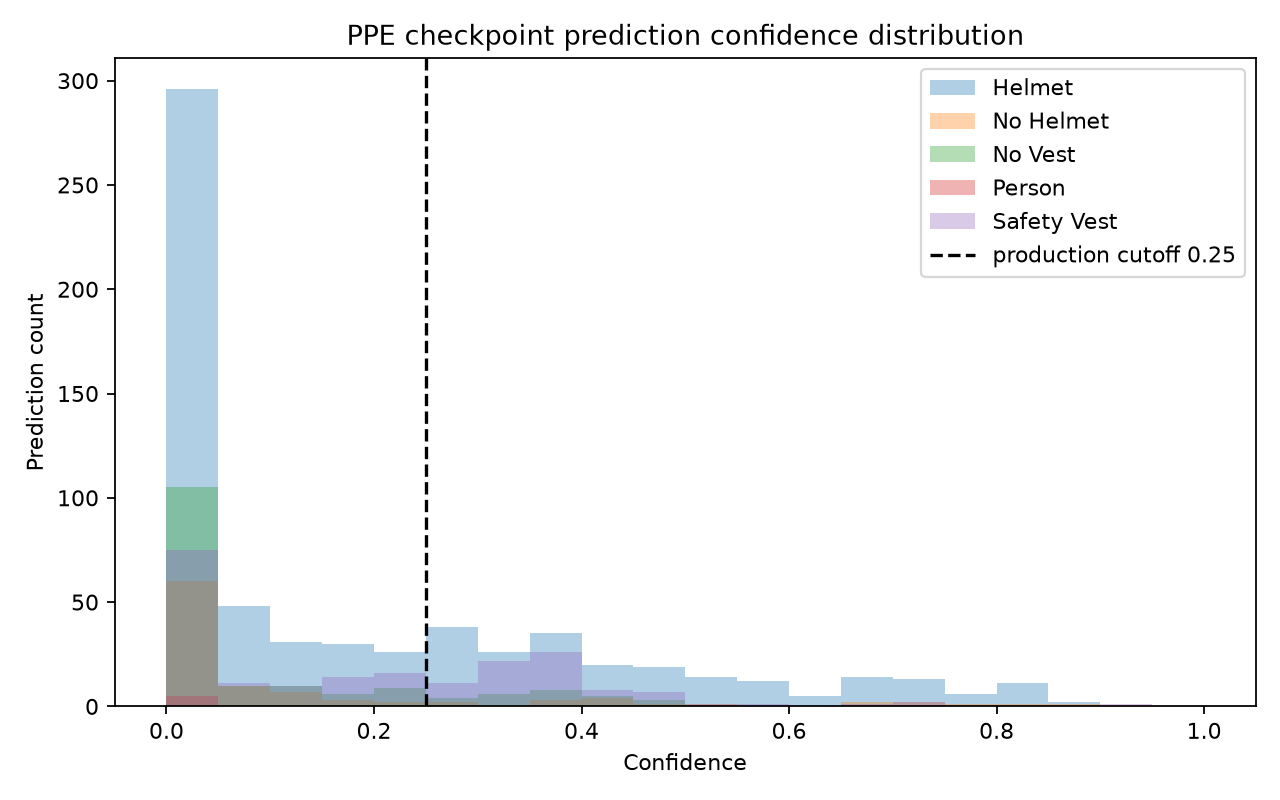 PPE checkpoint prediction confidence distribution
Prediction count
300
250
200
150
100
50
0
0.0 0.2 0.4 0.6 0.8 1.0
Confidence
Helmet
No Helmet
No Vest
Person
Safety Vest
production cutoff 0.25